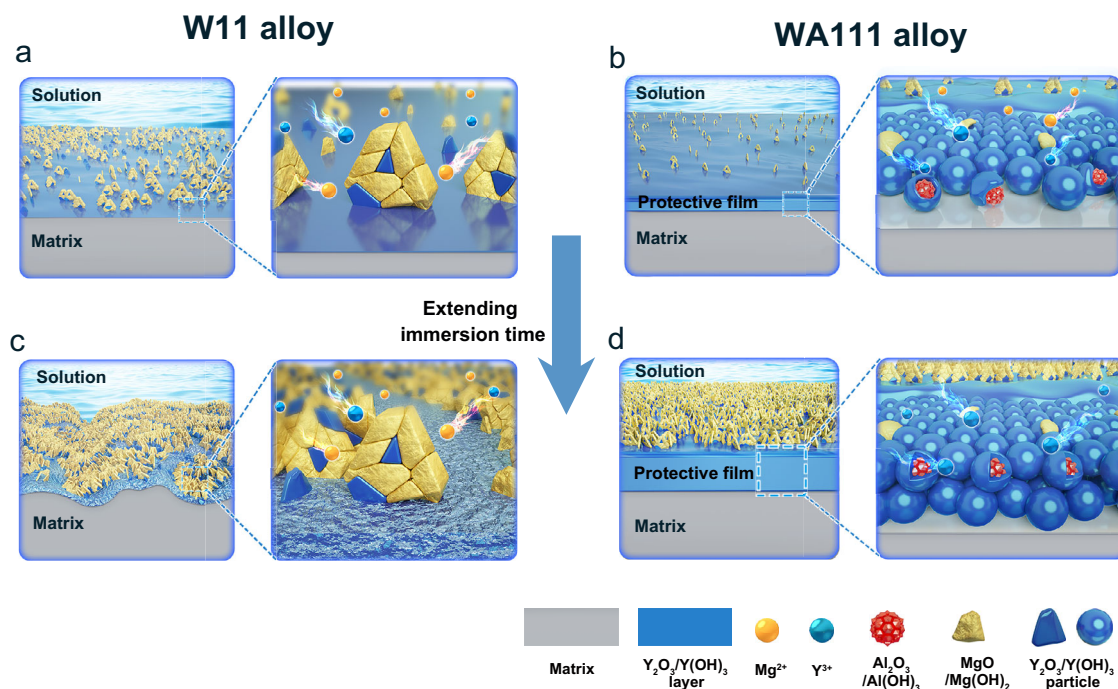 W11 alloy
WA111 alloy
a
Solution
Matrix
b
Solution
Protective film
Matrix
Extending
immersion time
c
Solution
Matrix
d
Solution
Protective film
Matrix
Matrix
Y₂O₃/Y(OH)₃
layer
Mg²⁺
Y³⁺
Al₂O₃
/Al(OH)₃
MgO
/Mg(OH)₂
Y₂O₃/Y(OH)₃
particle